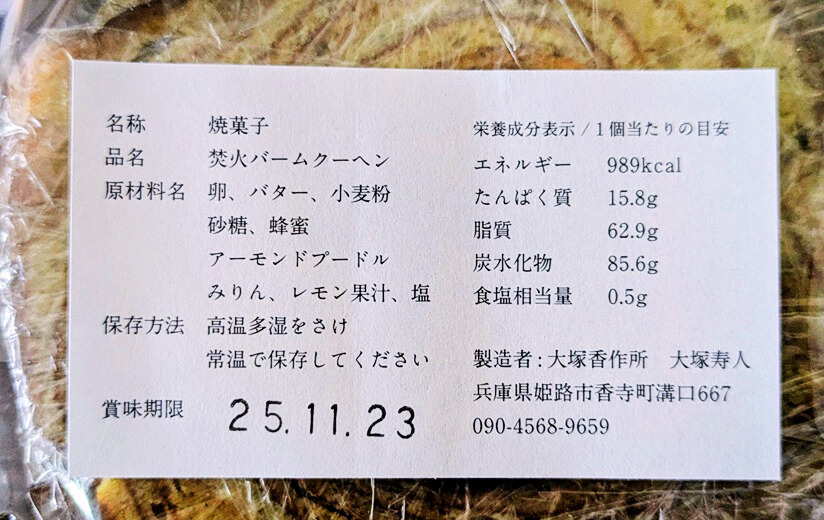 名称 焼菓子
品名 焚火バームクーヘン
原材料名 卵、バター、小麦粉
砂糖、蜂蜜
アーモンドプードル
みりん、レモン果汁、塩
保存方法 高温多湿をさけ
常温で保存してください
賞味期限 25.11.23
栄養成分表示/1個当たりの目安
エネルギー 989kcal
たんぱく質 15.8g
脂質 62.9g
炭水化物 85.6g
食塩相当量 0.5g
製造者:大塚香作所 大塚寿人
兵庫県姫路市香寺町溝口667
090-4568-9659